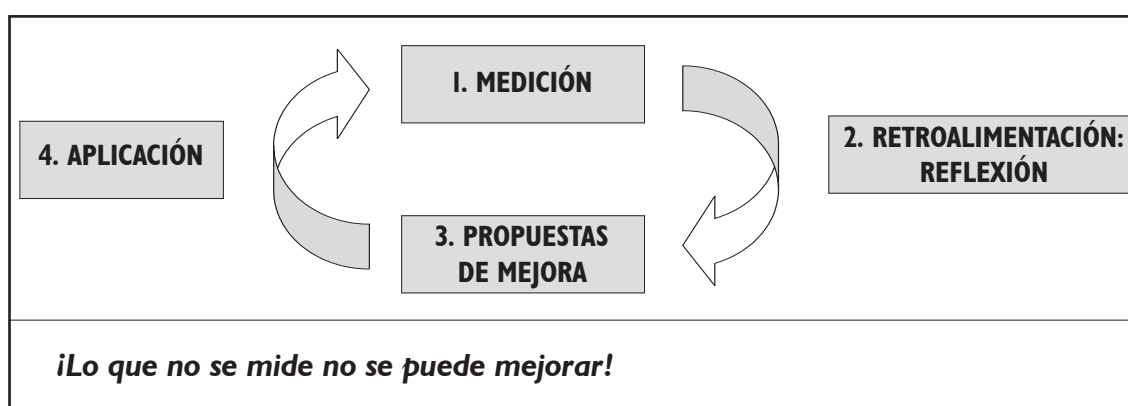 1. MEDICIÓN
2. RETROALIMENTACIÓN:
REFLEXIÓN
3. PROPUESTAS
DE MEJORA
4. APLICACIÓN
¡Lo que no se mide no se puede mejorar!